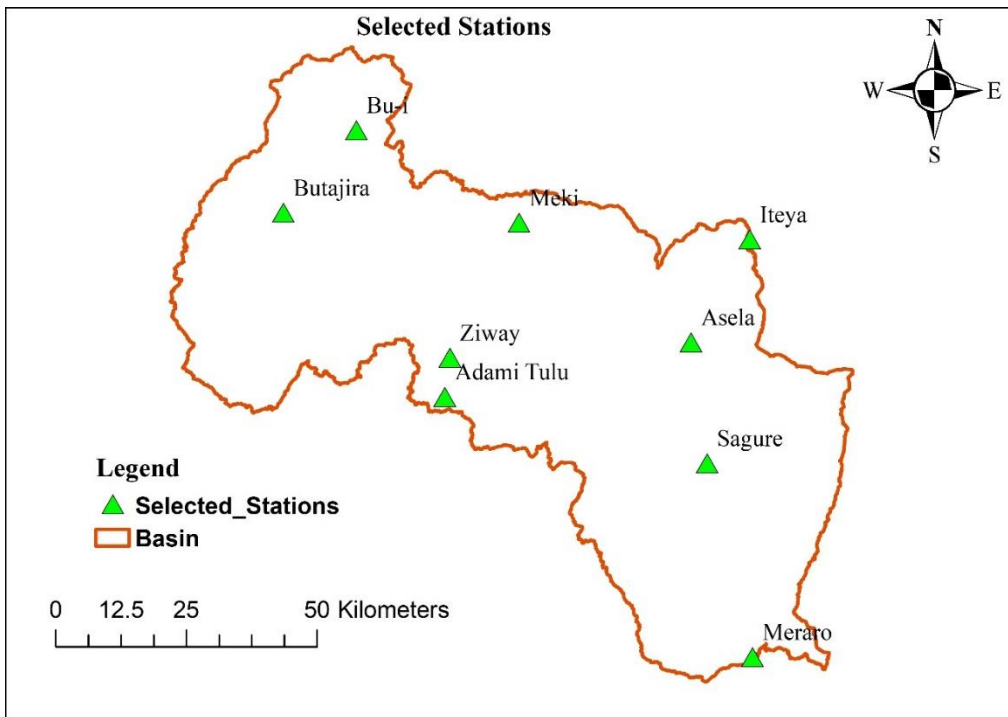 Selected Stations
N
W E
S
Bu-i
Butajira
Meki
Iteya
Asela
Ziway
Adami Tulu
Sagure
Legend
Selected_Stations
Basin
0 12.5 25 50 Kilometers
Meraro